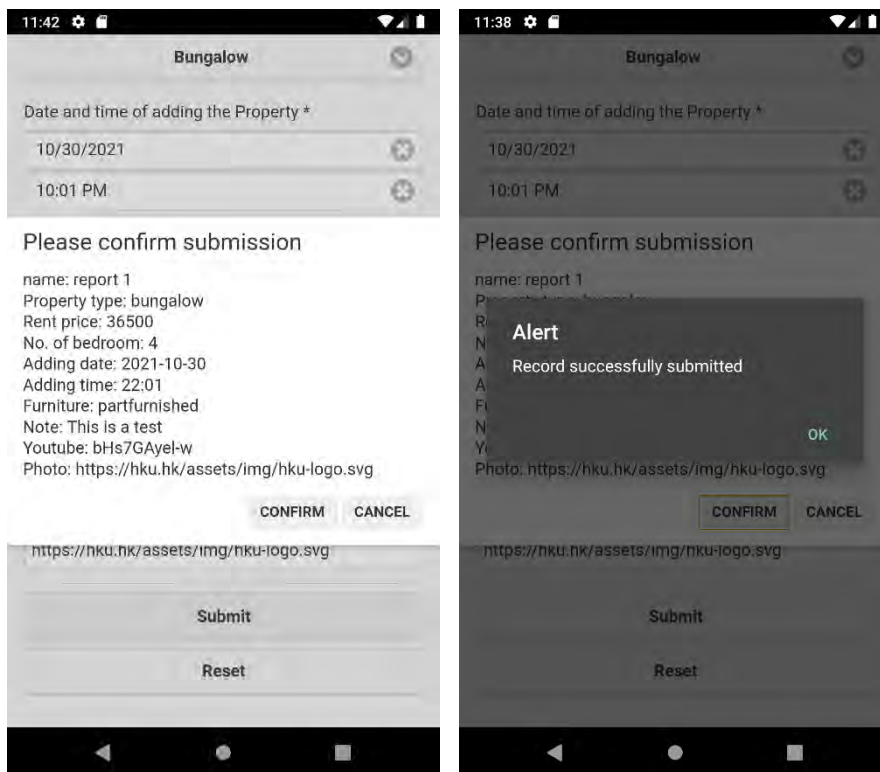 11:42
Bungalow
Date and time of adding the Property *
10/30/2021
10:01 PM
Please confirm submission
name: report 1
Property type: bungalow
Rent price: 36500
No. of bedroom: 4
Adding date: 2021-10-30
Adding time: 22:01
Furniture: partfurnished
Note: This is a test
Youtube: bHs7GAyel-w
Photo: https://hku.hk/assets/img/hku-logo.svg
CONFIRM CANCEL
https://hku.hk/assets/img/hku-logo.svg
Submit
Reset
11:38
Bungalow
Date and time of adding the Property *
10/30/2021
10:01 PM
Please confirm submission
name: report 1
Alert
Record successfully submitted
OK
Photo: https://hku.hk/assets/img/hku-logo.svg
CONFIRM CANCEL
https://hku.hk/assets/img/hku-logo.svg
Submit
Reset